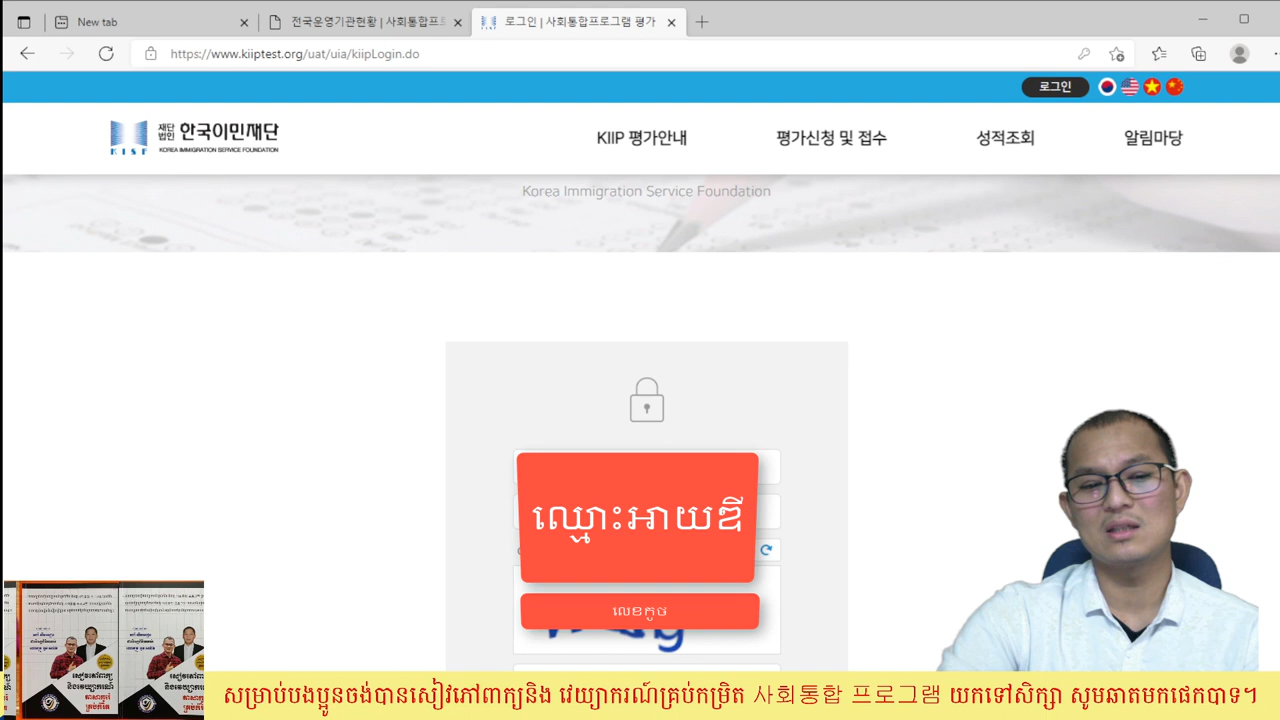 New tab
전국운영기관현황 | 사회통합프로
로그인 | 사회통합프로그램 평가
https://www.kiiptest.org/uat/uia/kiipLogin.do
로그인
재단법인 한국이민재단
KISF KOREA IMMIGRATION SERVICE FOUNDATION
KIIP 평가안내
평가신청 및 접수
성적조회
알림마당
Korea Immigration Service Foundation
ឈ្មោះអាយឌី
លេខកូថ
សម្រាប់បងប្អូនចង់បានសៀវភៅពាក្យនិង វេយ្យាករណ៍គ្រប់កម្រិត 사회통합 프로그램 យកទៅសិក្សា សូមឆាតមកផេកបាទ។